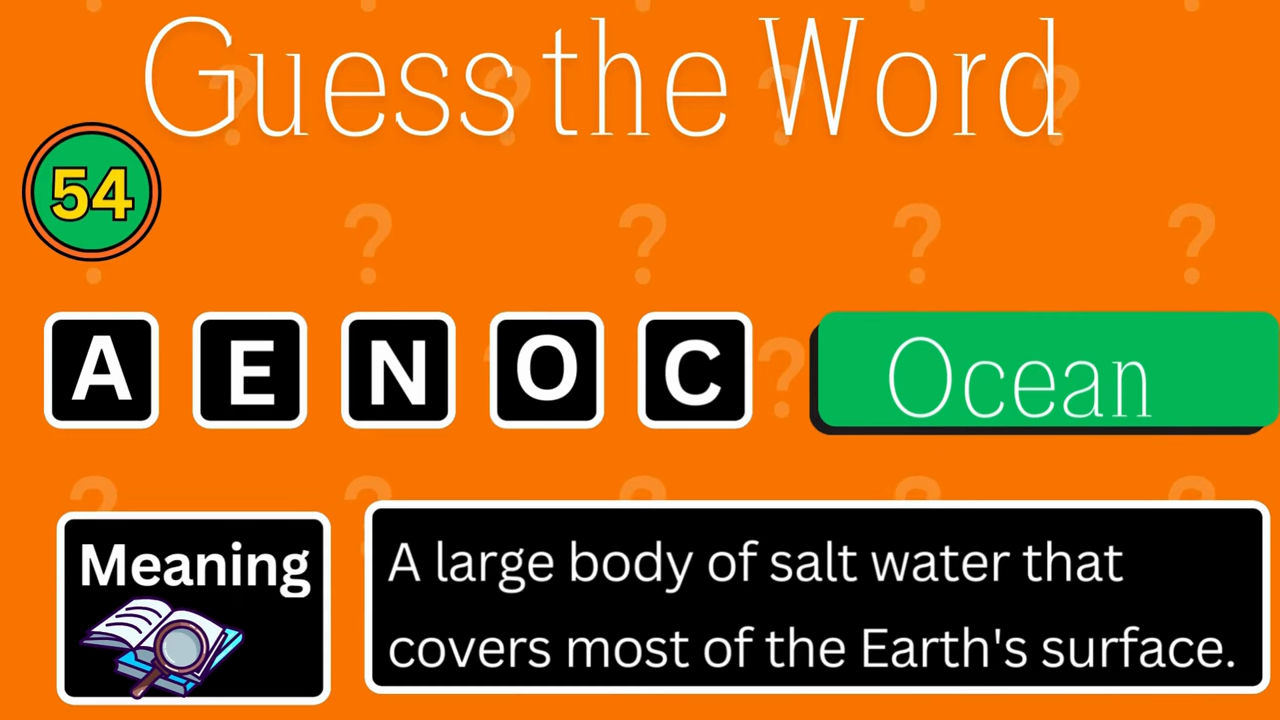 Guess the Word
54
A E N O C Ocean
Meaning
A large body of salt water that
covers most of the Earth's surface.